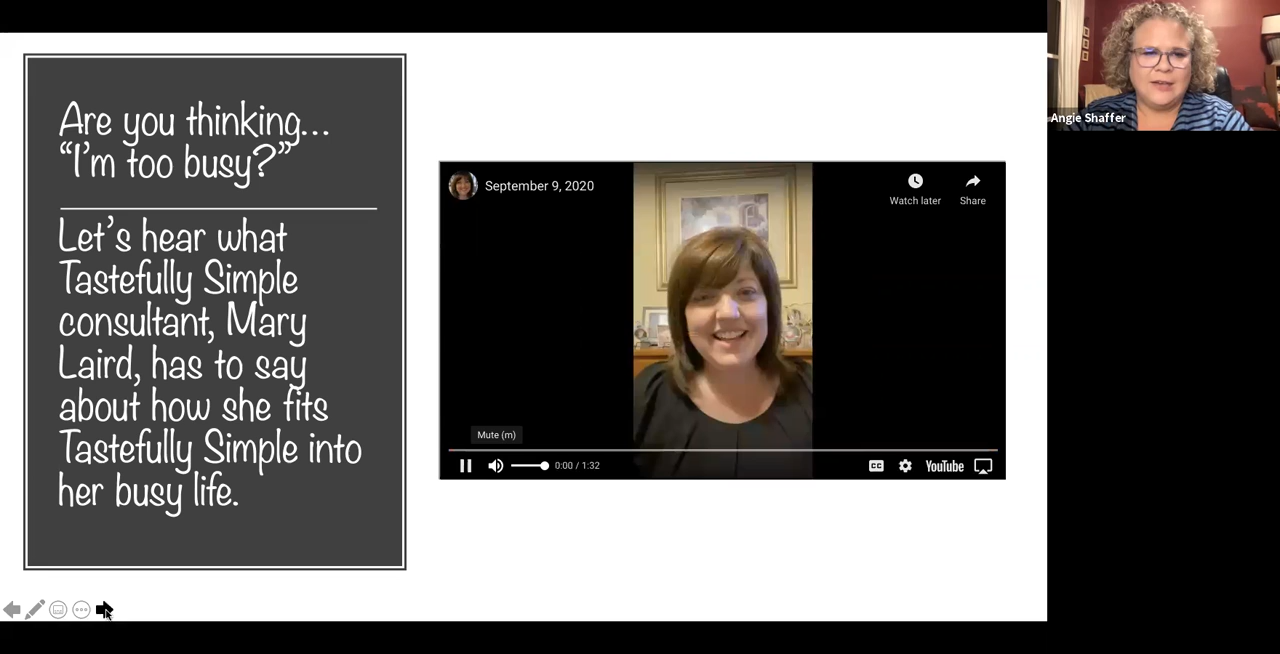 Are you thinking…
“I’m too busy?”
Let’s hear what
Tastefully Simple
consultant, Mary
Laird, has to say
about how she fits
Tastefully Simple into
her busy life.
September 9, 2020
Watch later
Share
Mute (m)
0:00 / 1:32
CC
YouTube
Angie Shaffer